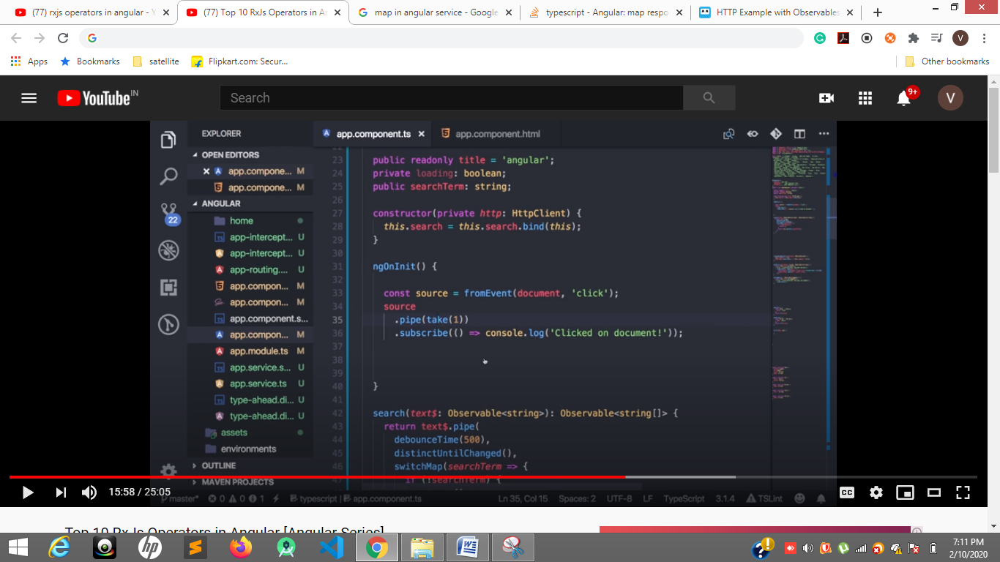 (77) rxjs operators in angular - Y
(77) Top 10 RxJs Operators in A
map in angular service - Google
typescript - Angular: map respo
HTTP Example with Observables
Apps
Bookmarks
satellite
Flipkart.com: Secur...
Other bookmarks
V
YouTube IN
Search
9+
V
EXPLORER
OPEN EDITORS
app.compone... M
app.compone... M
ANGULAR
22
home
app-intercept... U
app-intercept... U
app-routing.... U
app.compon... M
app.compon... M
app.component.s...
app.compon... M
app.module.ts M
app.service.s... U
app.service.ts U
type-ahead.di... U
type-ahead.di... U
assets
environments
OUTLINE
MAVEN PROJECTS
app.component.ts
app.component.html
23 public readonly title = 'angular';
24 private loading: boolean;
25 public searchTerm: string;
26
27 constructor(private http: HttpClient) {
28 this.search = this.search.bind(this);
29 }
30
31 ngOnInit() {
32
33 const source = fromEvent(document, 'click');
34 source
35 .pipe(take(1))
36 .subscribe(() => console.log('Clicked on document!'));
37
38
39
40 }
41
42 search(text$: Observable<string>): Observable<string[]> {
43 return text$.pipe(
44 debounceTime(500),
45 distinctUntilChanged(),
46 switchMap(searchTerm => {
47 if (!searchTerm) {
15:58 / 25:05
CC
master* 0 0 1 typescript | app.component.ts Ln 35, Col 15 Spaces: 2 UTF-8 LF TypeScript 3.1.4 TSLint
Top 10 RxJs Operators in Angular [Angular Series]
7:11 PM
2/10/2020